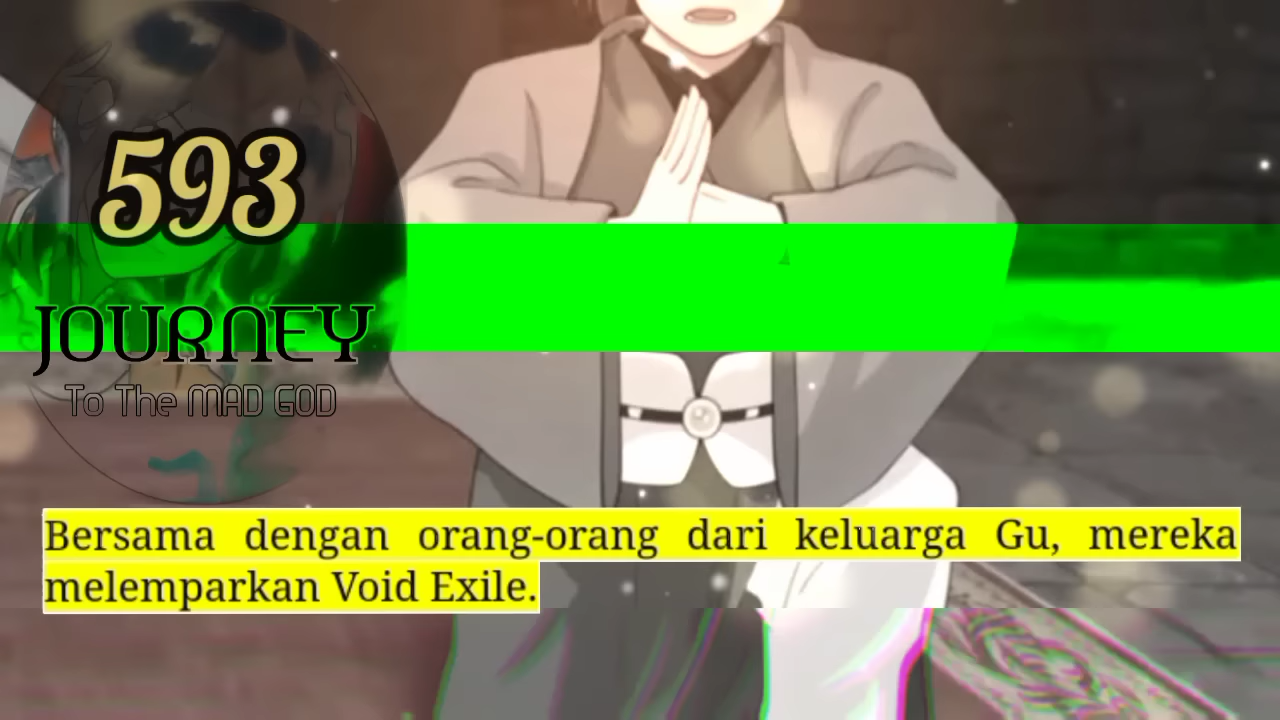 593
JOURNEY
To The MAD GOD
Bersama dengan orang-orang dari keluarga Gu, mereka
melemparkan Void Exile.